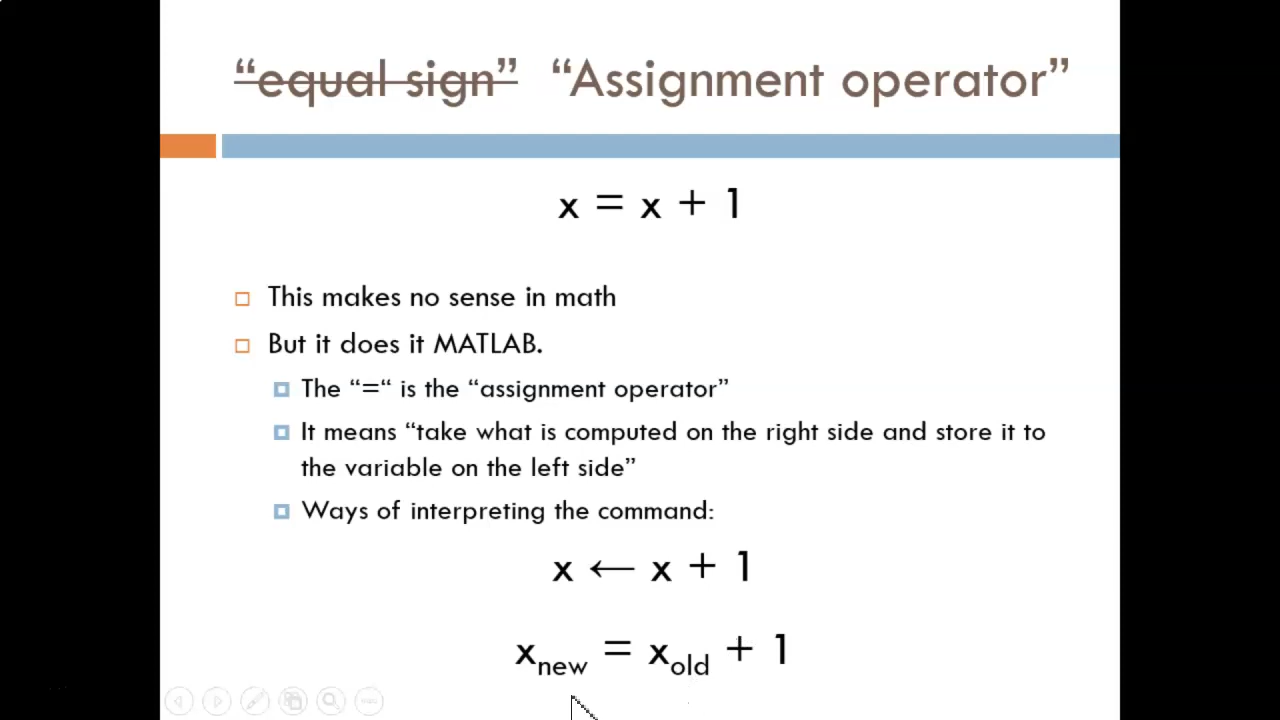 “equal sign” “Assignment operator”
x = x + 1
This makes no sense in math
But it does it MATLAB.
The “=“ is the “assignment operator”
It means “take what is computed on the right side and store it to
the variable on the left side”
Ways of interpreting the command:
x ← x + 1
xnew = xold + 1